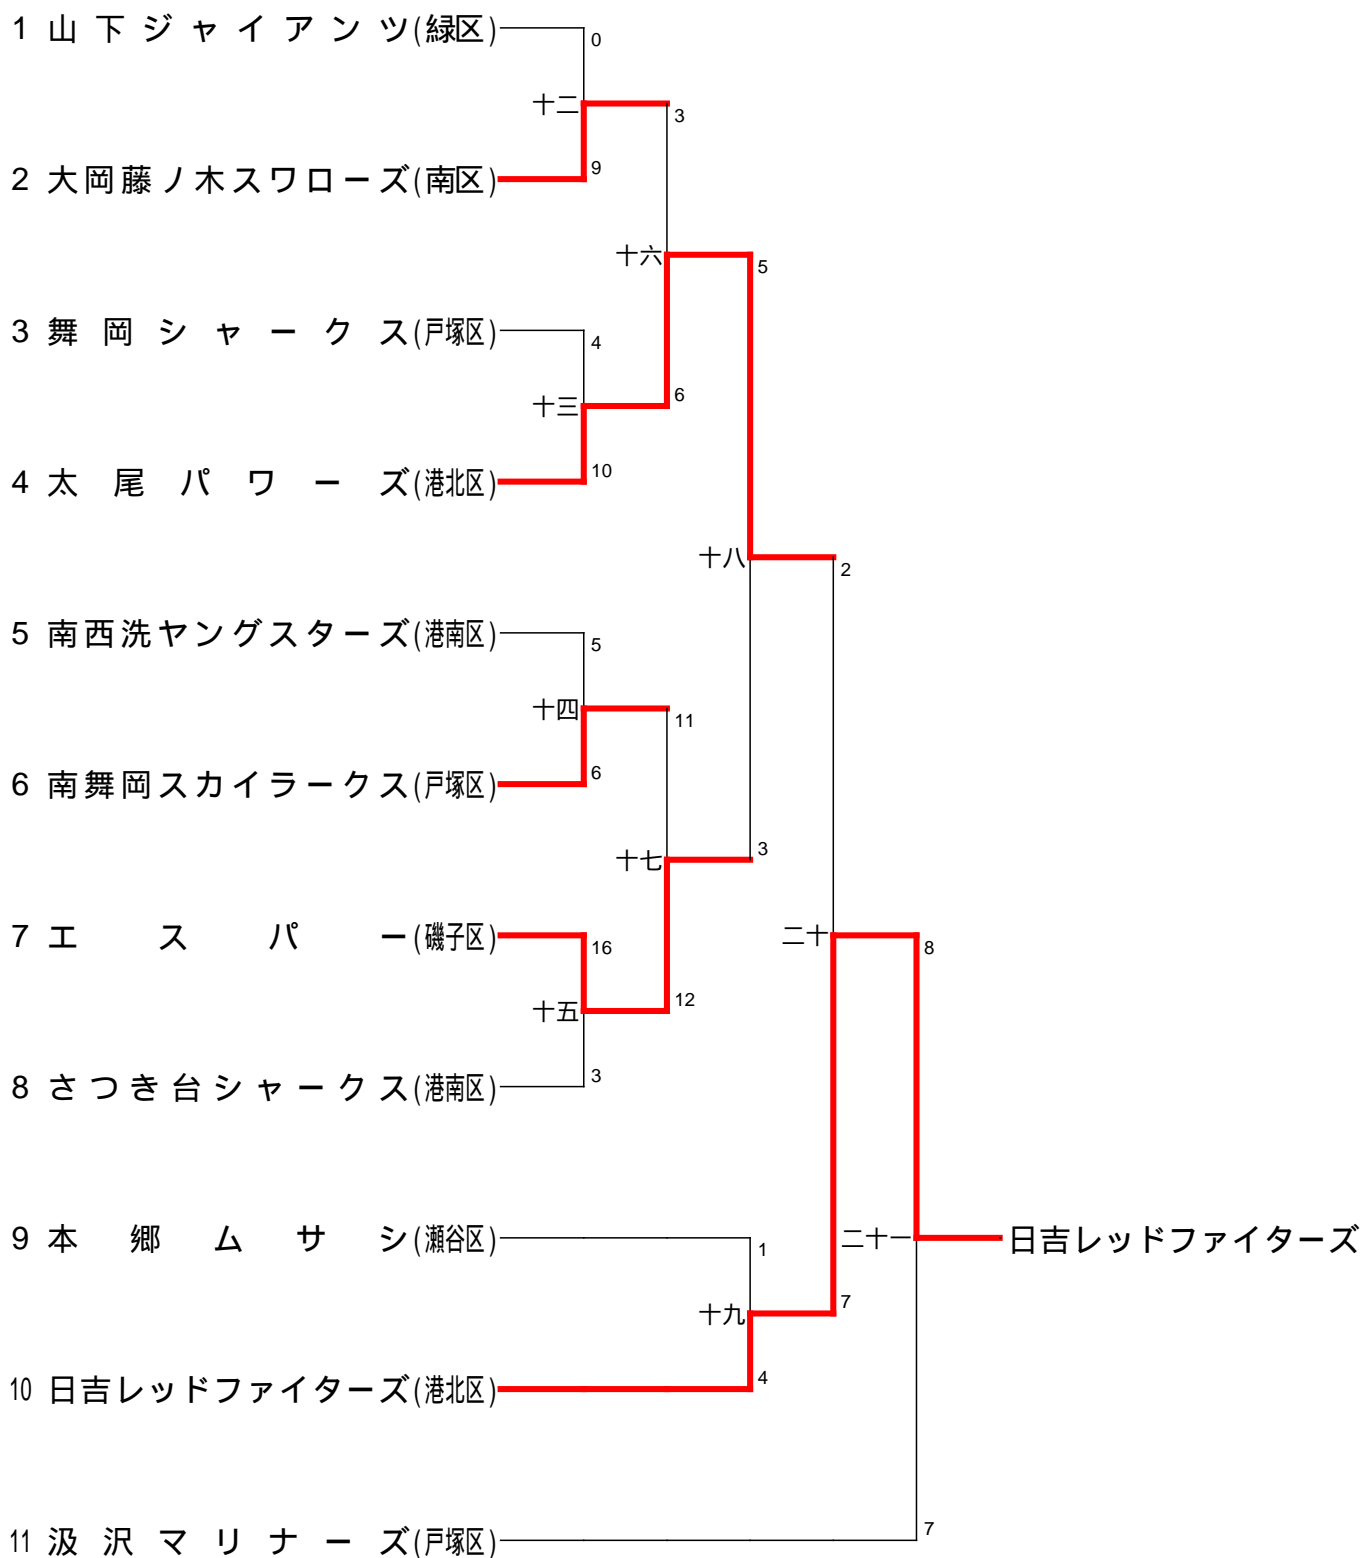 1 山下ジャイアンツ(緑区)
0
十二
3
2 大岡藤ノ木スワローズ(南区)
9
十六
5
3 舞岡シャークス(戸塚区)
4
十三
6
4 太尾パワーズ(港北区)
10
十八
2
5 南西洗ヤングスターズ(港南区)
5
十四
11
6 南舞岡スカイラークス(戸塚区)
6
十七
3
7 エスパー(磯子区)
16
二十
8
十五
12
8 さつき台シャークス(港南区)
3
9 本郷ムサシ(瀬谷区)
1
二十一
日吉レッドファイターズ
十九
7
10 日吉レッドファイターズ(港北区)
4
11 汲沢マリナーズ(戸塚区)
7